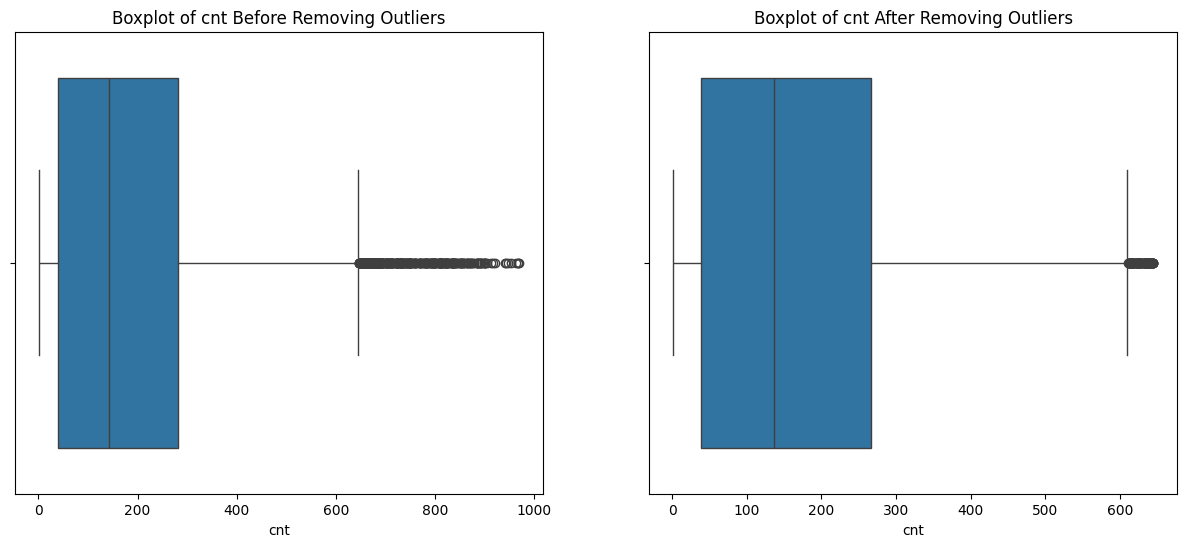 Boxplot of cnt Before Removing Outliers
0 200 400 600 800 1000
cnt
Boxplot of cnt After Removing Outliers
0 100 200 300 400 500 600
cnt